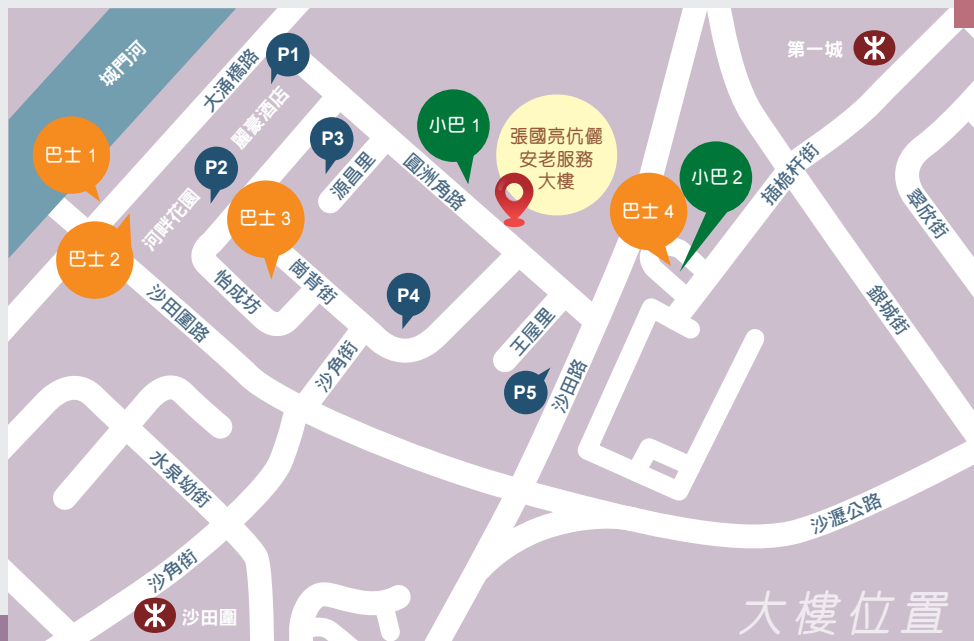 城門河
大涌橋路
P1
第一城
麗豪酒店
巴士 1
P2
P3
源昌里
小巴 1
圓洲角路
張國亮伉儷
安老服務
大樓
巴士 4
小巴 2
插桅杆街
翠欣街
河畔花園
巴士 3
巴士 2
沙田圍路
怡成坊
崗背街
P4
王屋里
銀城街
沙角街
P5
沙田路
水泉坳街
沙瀝公路
沙角街
沙田圍
大樓位置